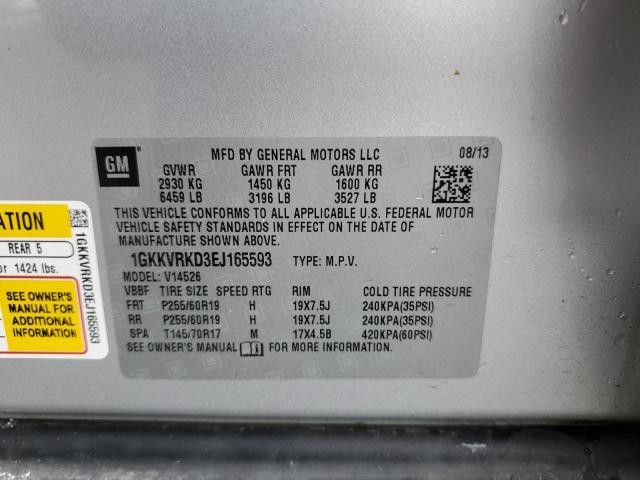 GM
MFD BY GENERAL MOTORS LLC 08/13
GVWR GAWR FRT GAWR RR
2930 KG 1450 KG 1600 KG
6459 LB 3196 LB 3527 LB
THIS VEHICLE CONFORMS TO ALL APPLICABLE U.S. FEDERAL MOTOR
VEHICLE SAFETY STANDARDS IN EFFECT ON THE DATE OF
MANUFACTURE SHOWN ABOVE.
1GKKVRKD3EJ165593 TYPE: M.P.V.
MODEL: V14526
VBBF TIRE SIZE SPEED RTG RIM COLD TIRE PRESSURE
FRT P255/60R19 H 19X7.5J 240KPA(35PSI)
RR P255/60R19 H 19X7.5J 240KPA(35PSI)
SPA T145/70R17 M 17X4.5B 420KPA(60PSI)
SEE OWNER'S MANUAL FOR MORE INFORMATION.
REAR 5
1424 lbs.
SEE OWNER'S
MANUAL FOR
ADDITIONAL
INFORMATION
1GKKVRKD3EJ165593